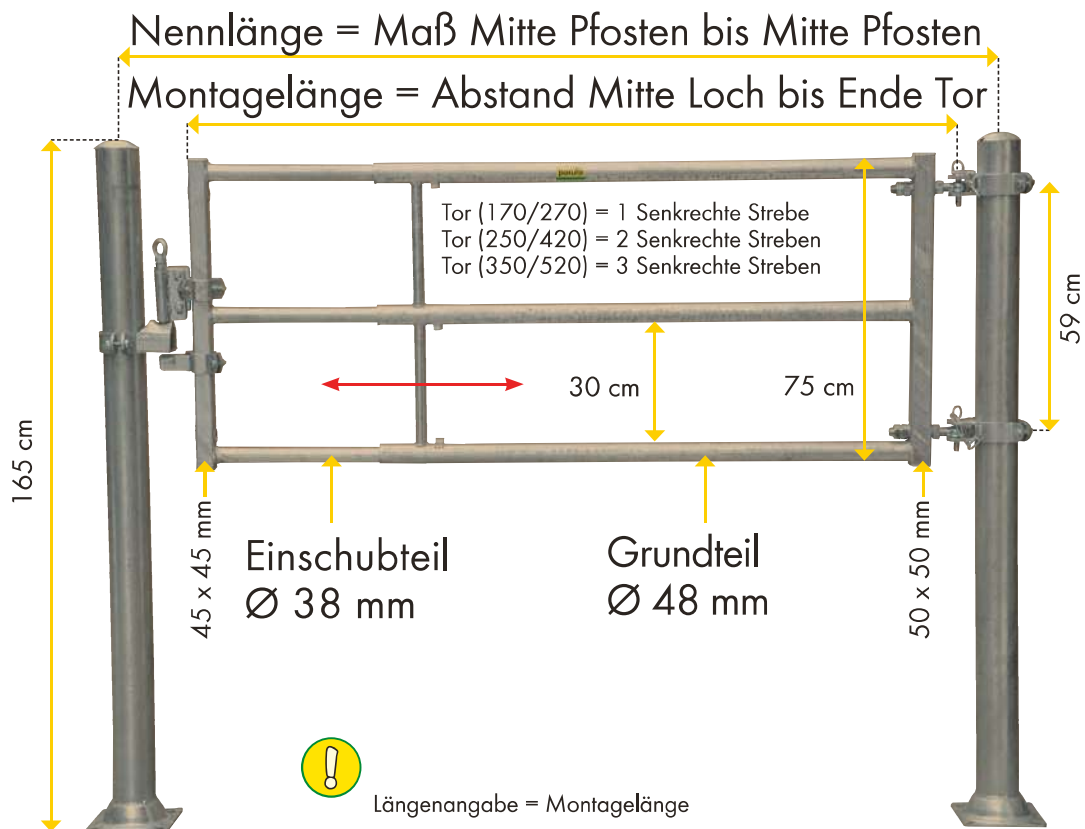 Nennlänge = Maß Mitte Pfosten bis Mitte Pfosten
Montagelänge = Abstand Mitte Loch bis Ende Tor
Tor (170/270) = 1 Senkrechte Strebe
Tor (250/420) = 2 Senkrechte Streben
Tor (350/520) = 3 Senkrechte Streben
59 cm
30 cm
75 cm
165 cm
45 x 45 mm
Einschubteil
Ø 38 mm
Grundteil
Ø 48 mm
50 x 50 mm
Längenangabe = Montagelänge